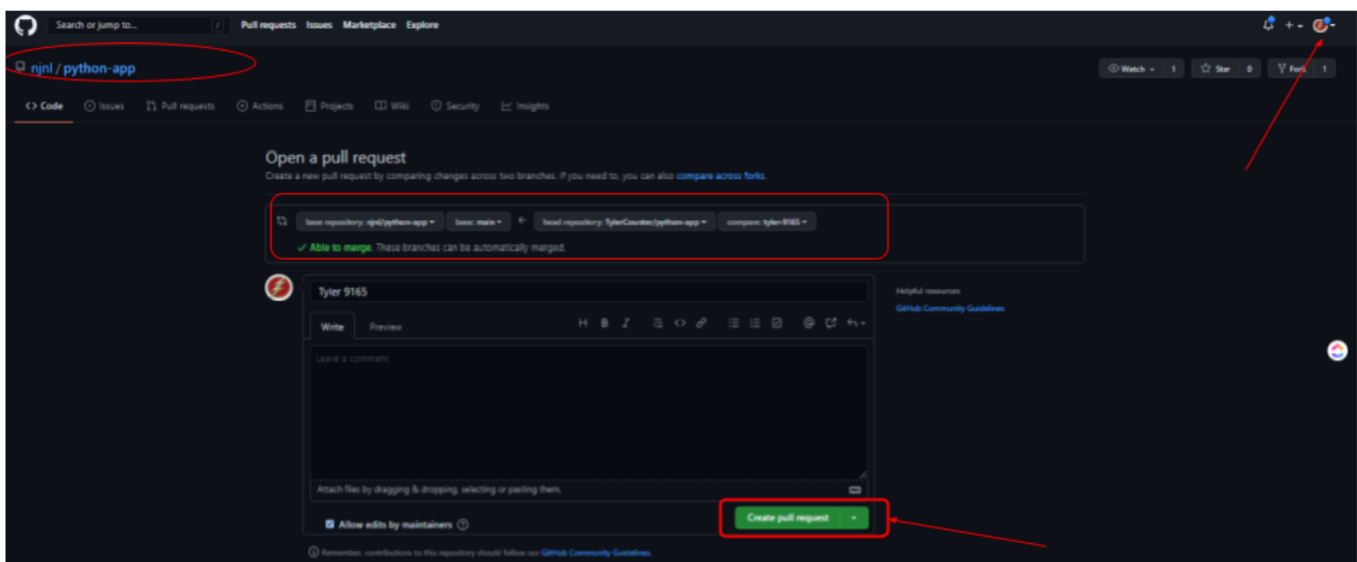 Search or jump to... / Pull requests Issues Marketplace Explore
njnl / python-app
Watch 1 Star 0 Fork 1
Code Issues Pull requests Actions Projects Wiki Security Insights
Open a pull request
Create a new pull request by comparing changes across two branches. If you need to, you can also compare across forks.
base repository: njnl/python-app base: main ← head repository: TylerCounter/python-app compare: tyler-9165
Able to merge. These branches can be automatically merged.
Tyler 9165
Helpful resources
GitHub Community Guidelines
Write Preview H B I
Leave a comment
Attach files by dragging & dropping, selecting or pasting them.
Allow edits by maintainers
Create pull request
Remember, contributions to this repository should follow our GitHub Community Guidelines.